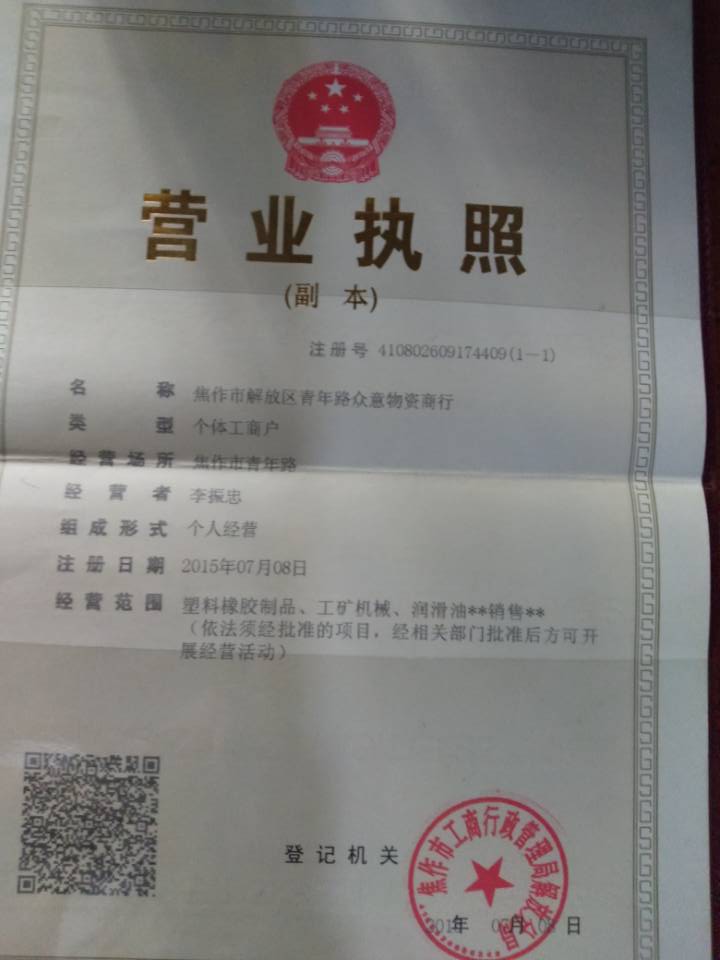 营业执照
(副 本)
注册号 410802609174409(1-1)
名 称 焦作市解放区青年路众意物资商行
类 型 个体工商户
经营场所 焦作市青年路
经 营 者 李振忠
组成形式 个人经营
注册日期 2015年07月08日
经营范围 塑料橡胶制品、工矿机械、润滑油**销售**
（依法须经批准的项目，经相关部门批准后方可开
展经营活动）
登记机关
焦作市工商行政管理局解放分局
年 月 日